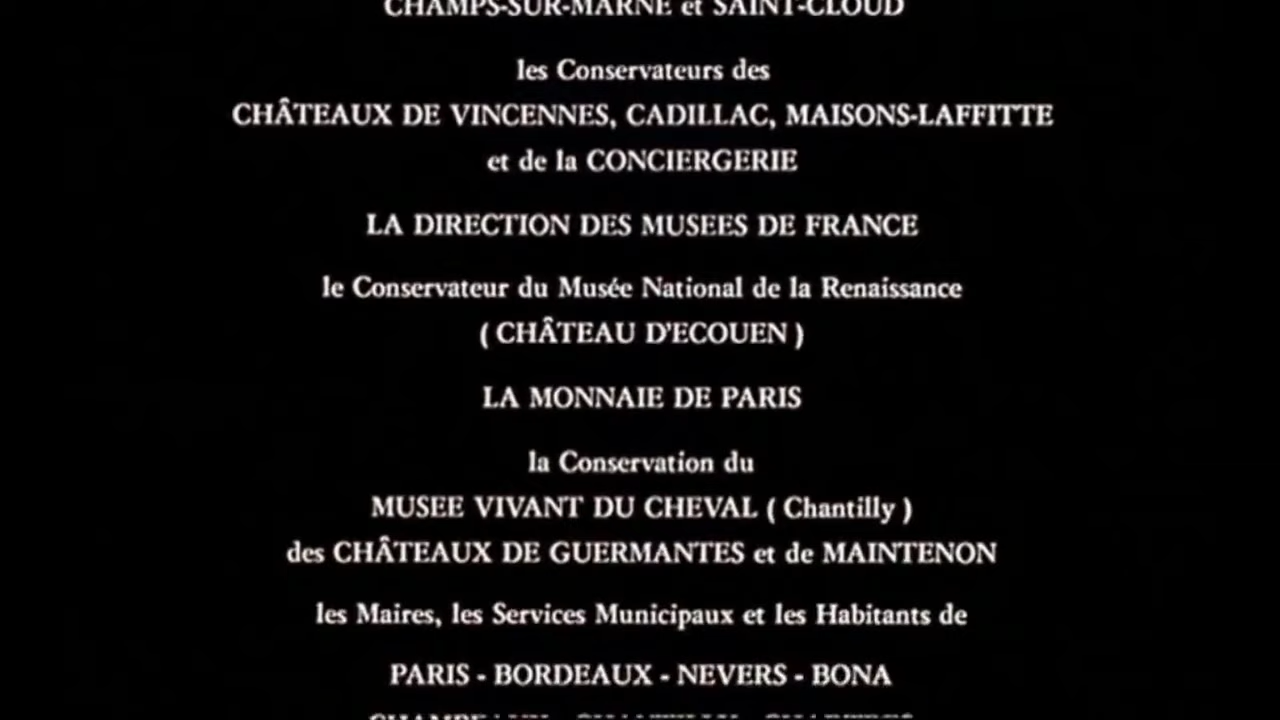 CHAMPS-SUR-MARNE et SAINT-CLOUD
les Conservateurs des
CHÂTEAUX DE VINCENNES, CADILLAC, MAISONS-LAFFITTE
et de la CONCIERGERIE
LA DIRECTION DES MUSEES DE FRANCE
le Conservateur du Musée National de la Renaissance
( CHÂTEAU D'ECOUEN )
LA MONNAIE DE PARIS
la Conservation du
MUSEE VIVANT DU CHEVAL ( Chantilly )
des CHÂTEAUX DE GUERMANTES et de MAINTENON
les Maires, les Services Municipaux et les Habitants de
PARIS - BORDEAUX - NEVERS - BONA